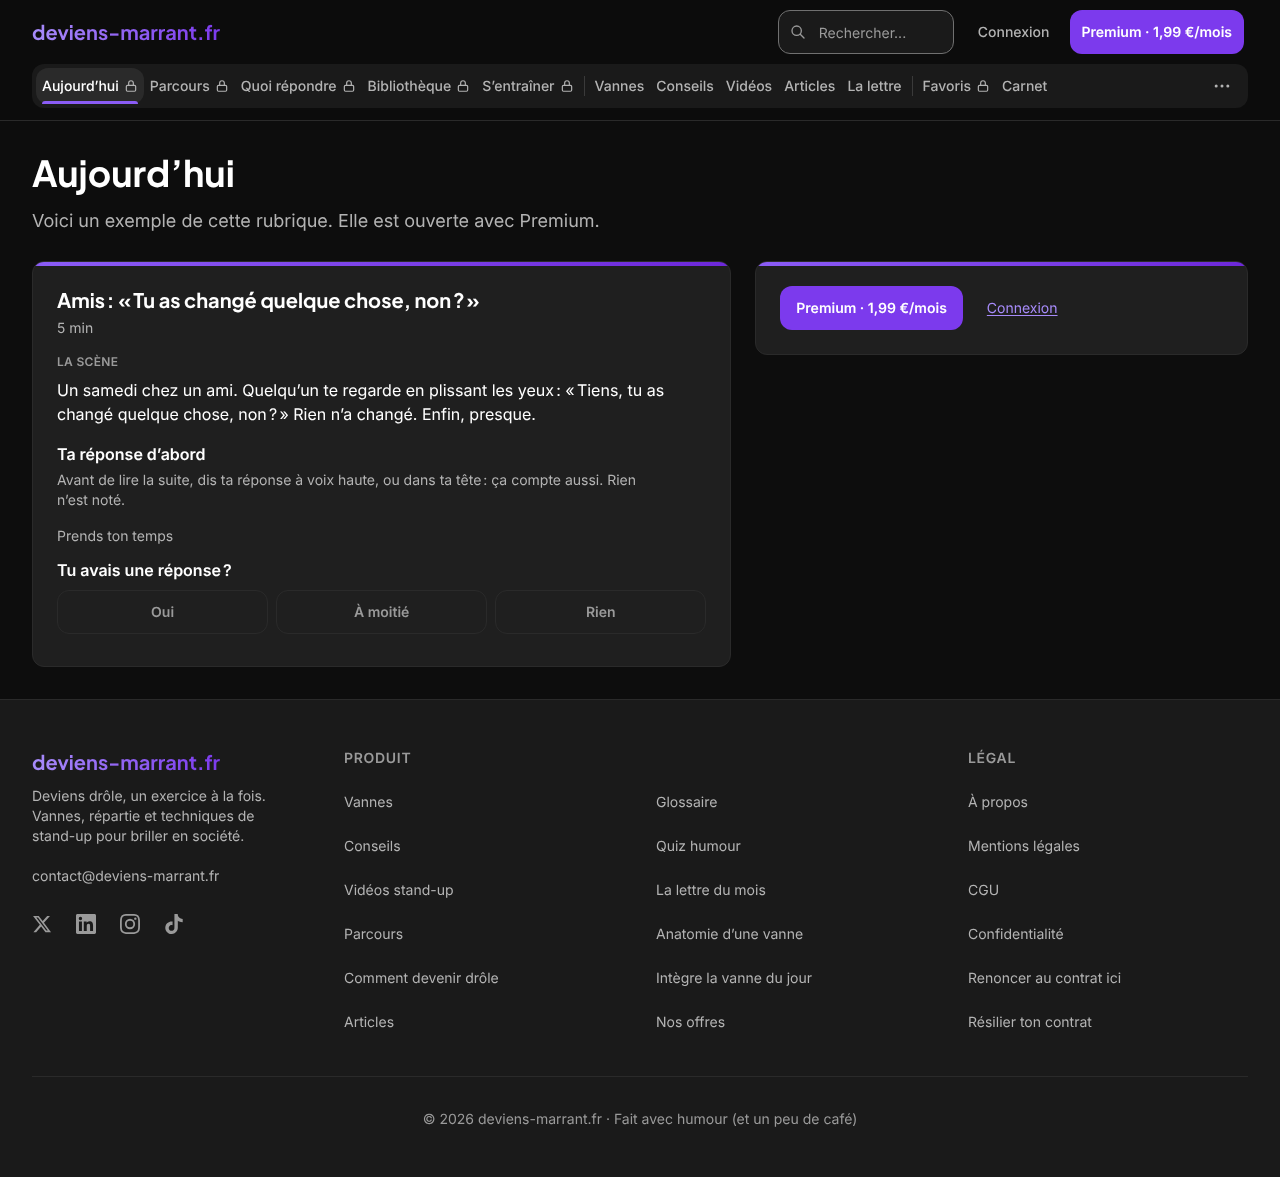 deviens-marrant.fr
Rechercher...
Connexion
Premium · 1,99 €/mois
Aujourd’hui
Parcours
Quoi répondre
Bibliothèque
S’entraîner
Vannes
Conseils
Vidéos
Articles
La lettre
Favoris
Carnet
Aujourd’hui
Voici un exemple de cette rubrique. Elle est ouverte avec Premium.
Amis : « Tu as changé quelque chose, non ? »
5 min
LA SCÈNE
Un samedi chez un ami. Quelqu’un te regarde en plissant les yeux : « Tiens, tu as
changé quelque chose, non ? » Rien n’a changé. Enfin, presque.
Ta réponse d’abord
Avant de lire la suite, dis ta réponse à voix haute, ou dans ta tête : ça compte aussi. Rien
n’est noté.
Prends ton temps
Tu avais une réponse ?
Oui
À moitié
Rien
Premium · 1,99 €/mois
Connexion
deviens-marrant.fr
Deviens drôle, un exercice à la fois.
Vannes, répartie et techniques de
stand-up pour briller en société.
contact@deviens-marrant.fr
PRODUIT
Vannes
Conseils
Vidéos stand-up
Parcours
Comment devenir drôle
Articles
Glossaire
Quiz humour
La lettre du mois
Anatomie d’une vanne
Intègre la vanne du jour
Nos offres
LÉGAL
À propos
Mentions légales
CGU
Confidentialité
Renoncer au contrat ici
Résilier ton contrat
© 2026 deviens-marrant.fr · Fait avec humour (et un peu de café)